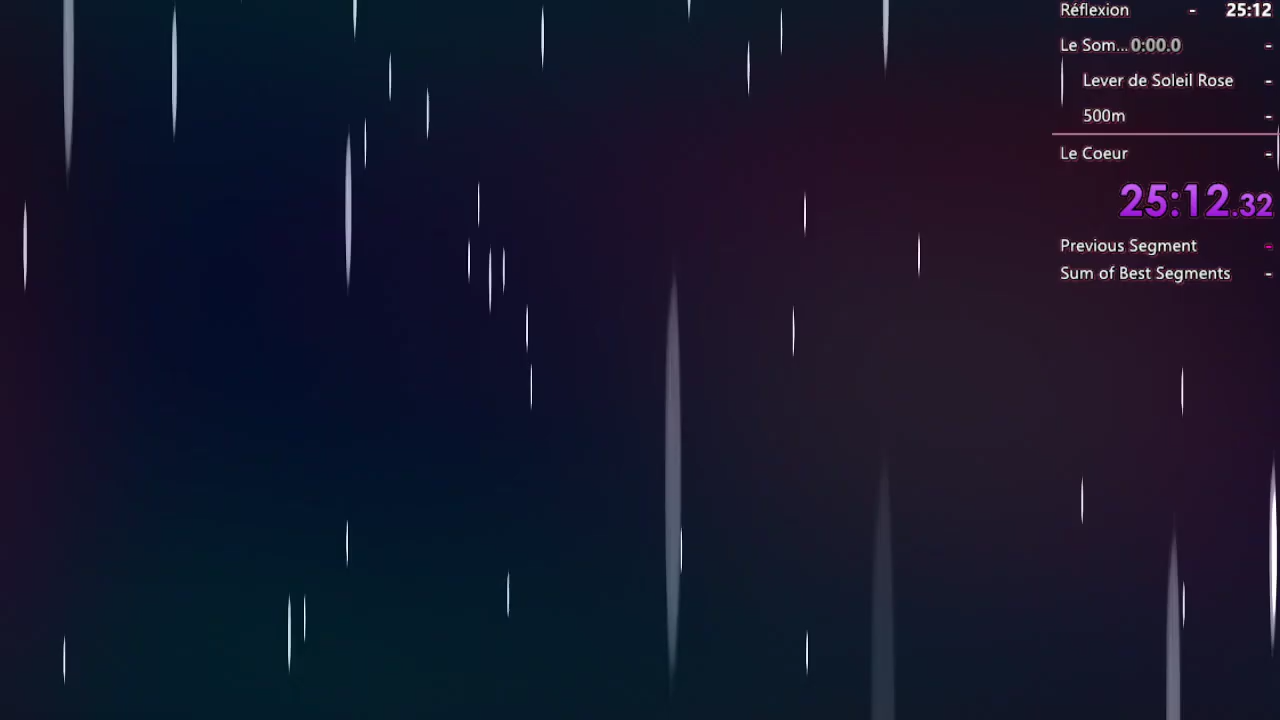 Réflexion - 25:12
Le Som...0:00.0 -
Lever de Soleil Rose -
500m -
Le Coeur -
25:12.32
Previous Segment -
Sum of Best Segments -